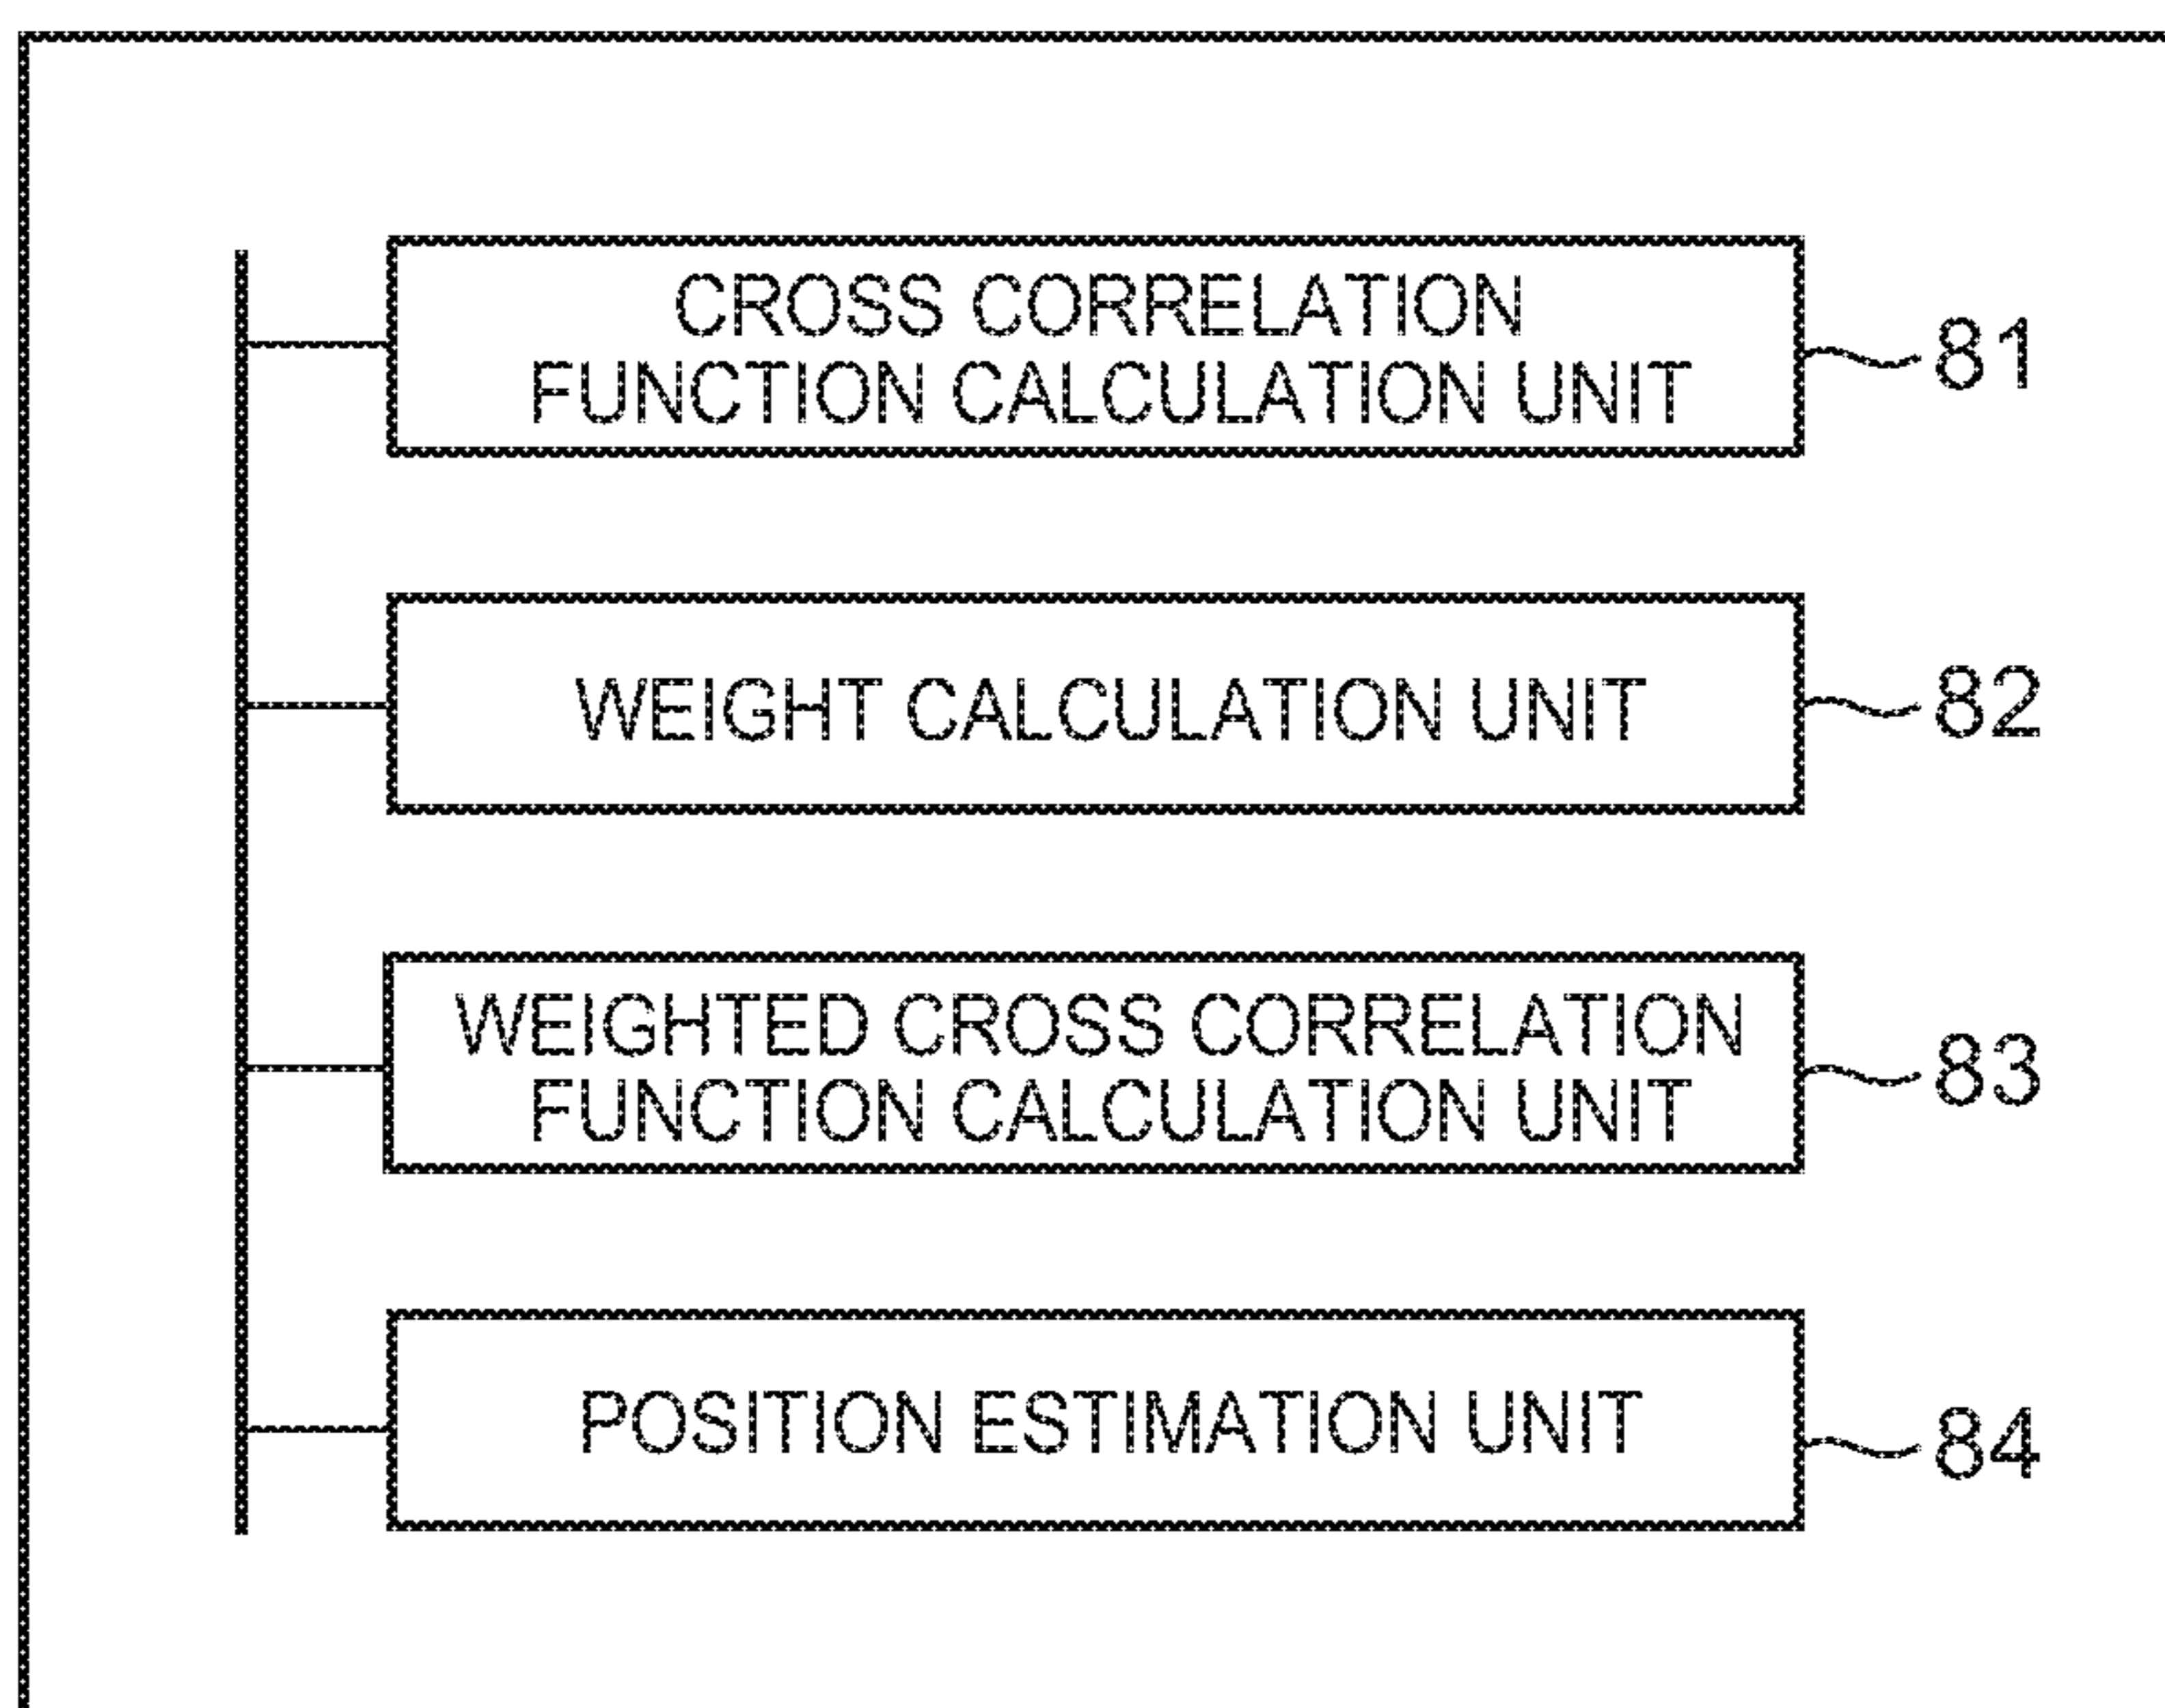 CROSS CORRELATION
FUNCTION CALCULATION UNIT
81
WEIGHT CALCULATION UNIT
82
WEIGHTED CROSS CORRELATION
FUNCTION CALCULATION UNIT
83
POSITION ESTIMATION UNIT
84